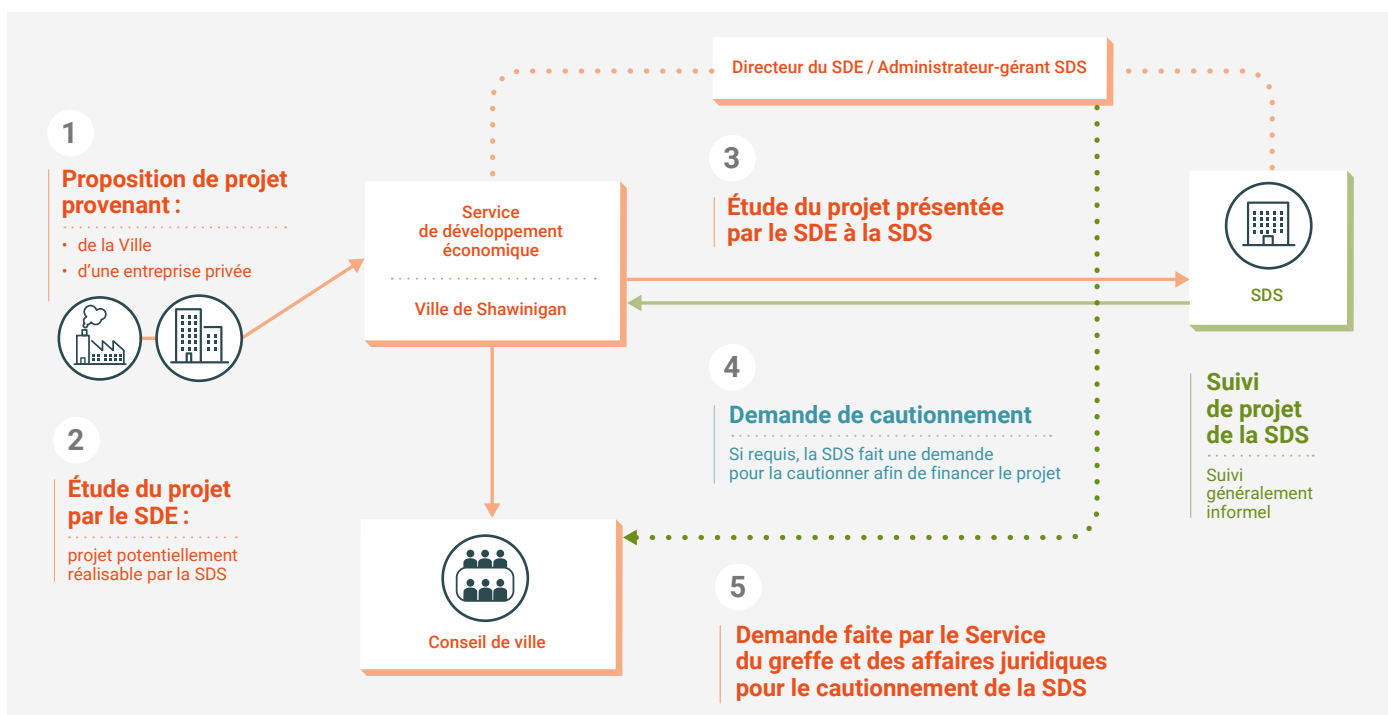 Directeur du SDE / Administrateur-gérant SDS
1
Proposition de projet
provenant :
• de la Ville
• d'une entreprise privée
Service
de développement
économique
Ville de Shawinigan
2
Étude du projet
par le SDE :
projet potentiellement
réalisable par la SDS
3
Étude du projet présentée
par le SDE à la SDS
SDS
4
Demande de cautionnement
Si requis, la SDS fait une demande
pour la cautionner afin de financer le projet
Suivi
de projet
de la SDS
Suivi
généralement
informel
Conseil de ville
5
Demande faite par le Service
du greffe et des affaires juridiques
pour le cautionnement de la SDS